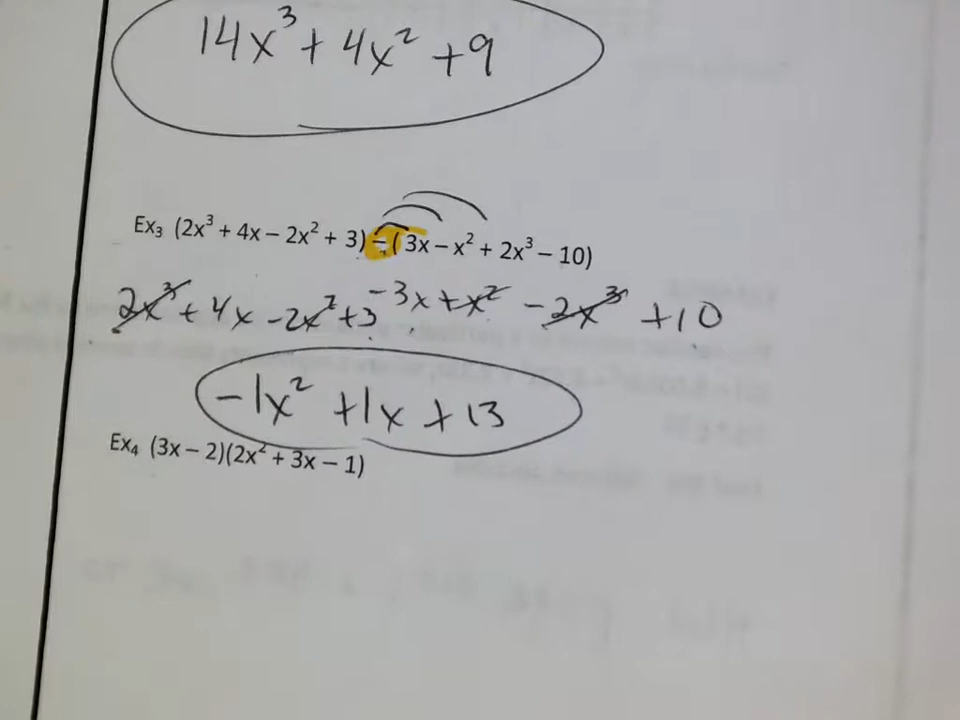 14x³ + 4x² + 9
Ex₃ (2x³ + 4x − 2x² + 3) − (3x − x² + 2x³ − 10)
2x³ + 4x − 2x² + 3 − 3x + x² − 2x³ + 10
−1x² + 1x + 13
Ex₄ (3x − 2)(2x² + 3x − 1)